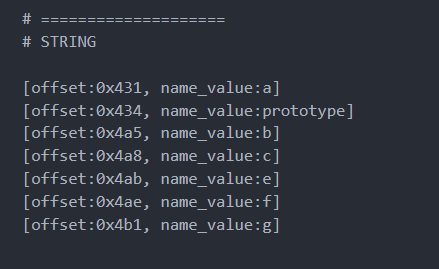 # ====================
# STRING
[offset:0x431, name_value:a]
[offset:0x434, name_value:prototype]
[offset:0x4a5, name_value:b]
[offset:0x4a8, name_value:c]
[offset:0x4ab, name_value:e]
[offset:0x4ae, name_value:f]
[offset:0x4b1, name_value:g]